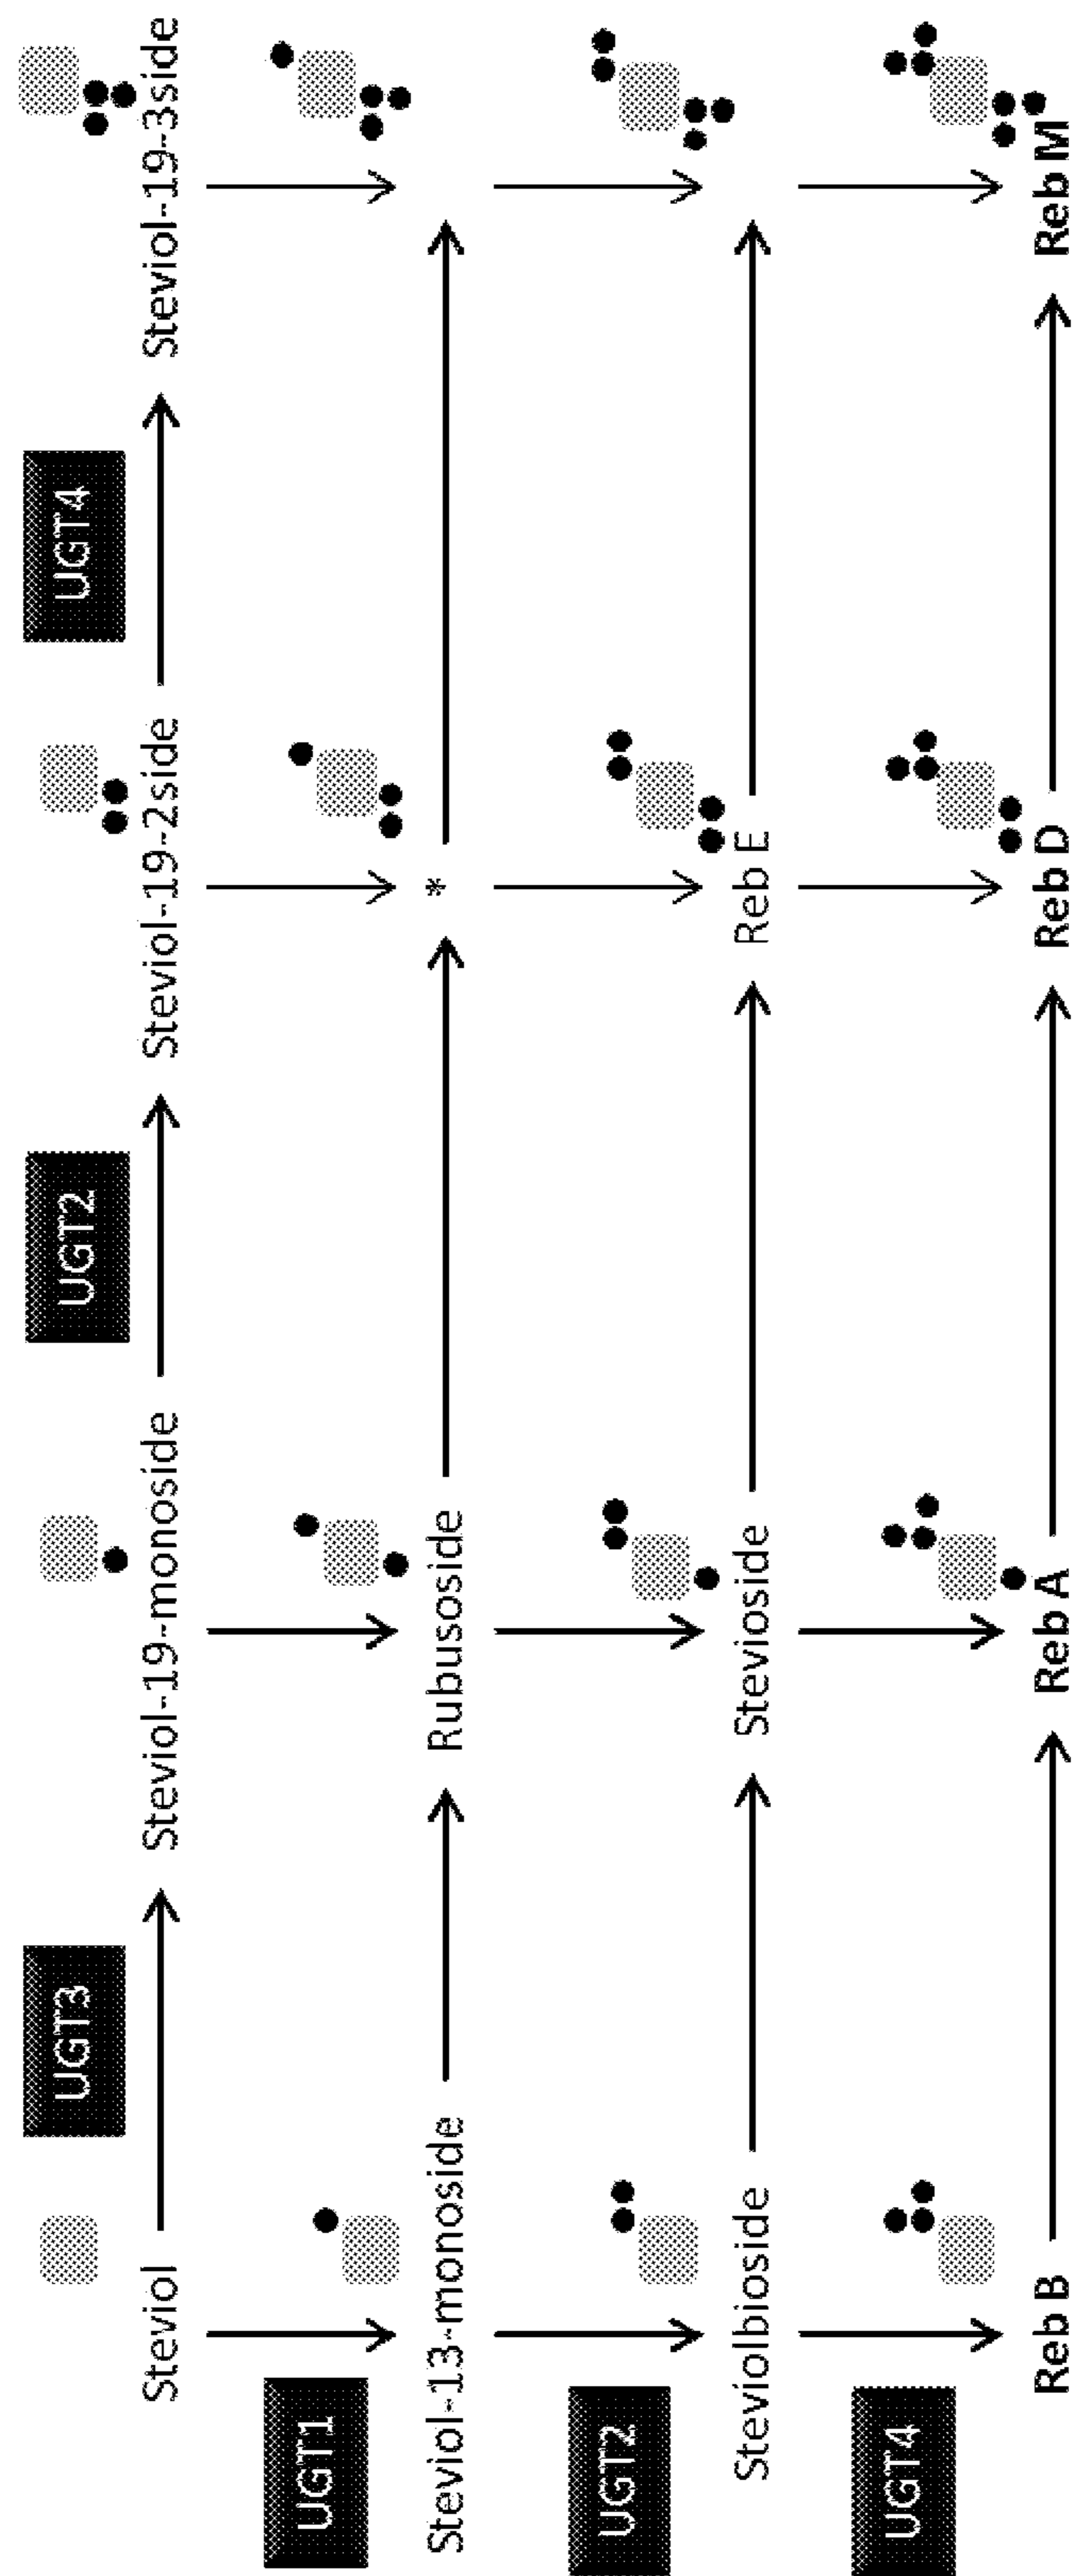 UGT3
UGT2
UGT4
Steviol
Steviol-19-monoside
Steviol-19-2side
Steviol-19-3side
UGT1
Steviol-13-monoside
Rubusoside
*
UGT2
Steviolbioside
Stevioside
Reb E
UGT4
Reb B
Reb A
Reb D
Reb M